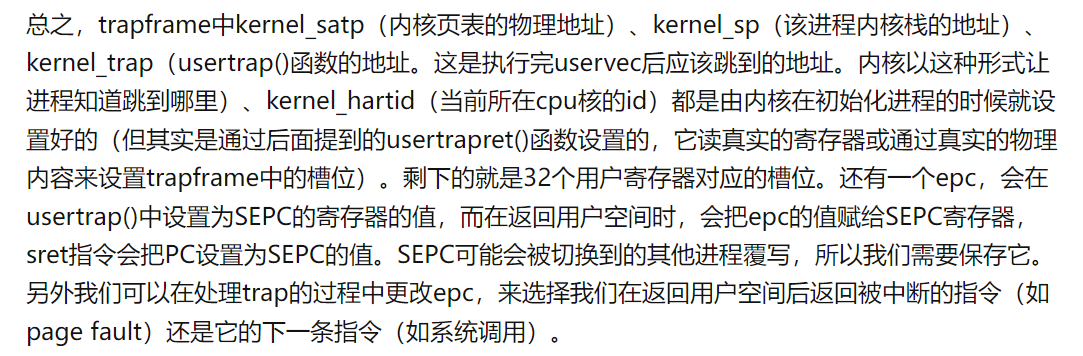 总之，trapframe中kernel_satp（内核页表的物理地址）、kernel_sp（该进程内核栈的地址）、
kernel_trap（usertrap()函数的地址。这是执行完uservec后应该跳到的地址。内核以这种形式让
进程知道跳到哪里）、kernel_hartid（当前所在cpu核的id）都是由内核在初始化进程的时候就设
置好的（但其实是通过后面提到的usertrapret()函数设置的，它读真实的寄存器或通过真实的物理
内容来设置trapframe中的槽位）。剩下的就是32个用户寄存器对应的槽位。还有一个epc，会在
usertrap()中设置为SEPC的寄存器的值，而在返回用户空间时，会把epc的值赋给SEPC寄存器，
sret指令会把PC设置为SEPC的值。SEPC可能会被切换到的其他进程覆写，所以我们需要保存它。
另外我们可以在处理trap的过程中更改epc，来选择我们在返回用户空间后返回被中断的指令（如
page fault）还是它的下一条指令（如系统调用）。